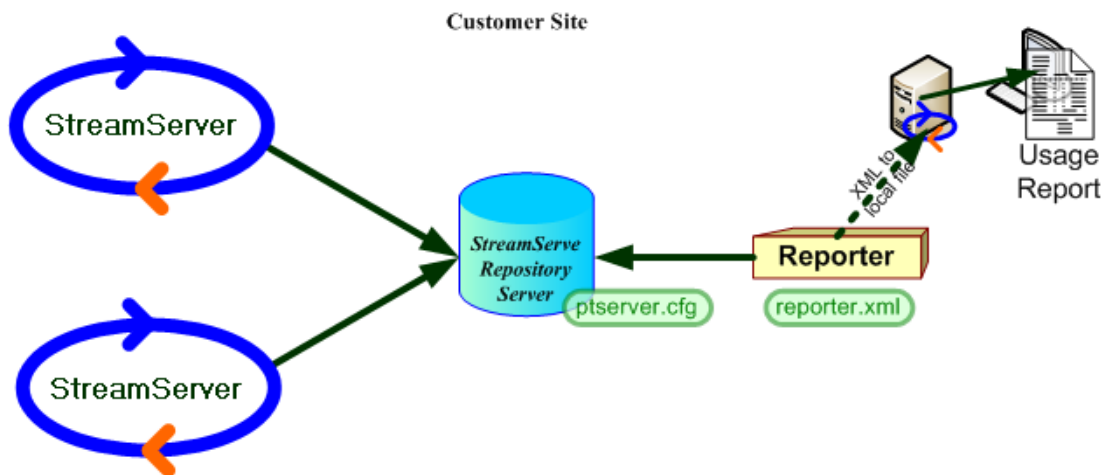 Customer Site
StreamServer
StreamServe
Repository
Server
ptserver.cfg
StreamServer
XML to
local file
Reporter
reporter.xml
Usage
Report